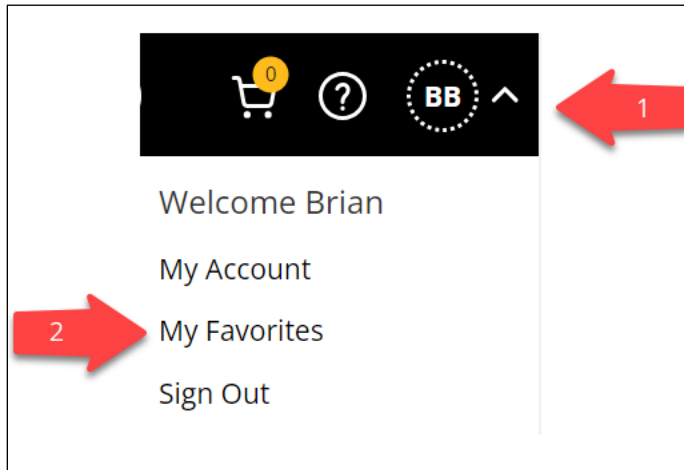 0
? BB 1
Welcome Brian
My Account
2 My Favorites
Sign Out